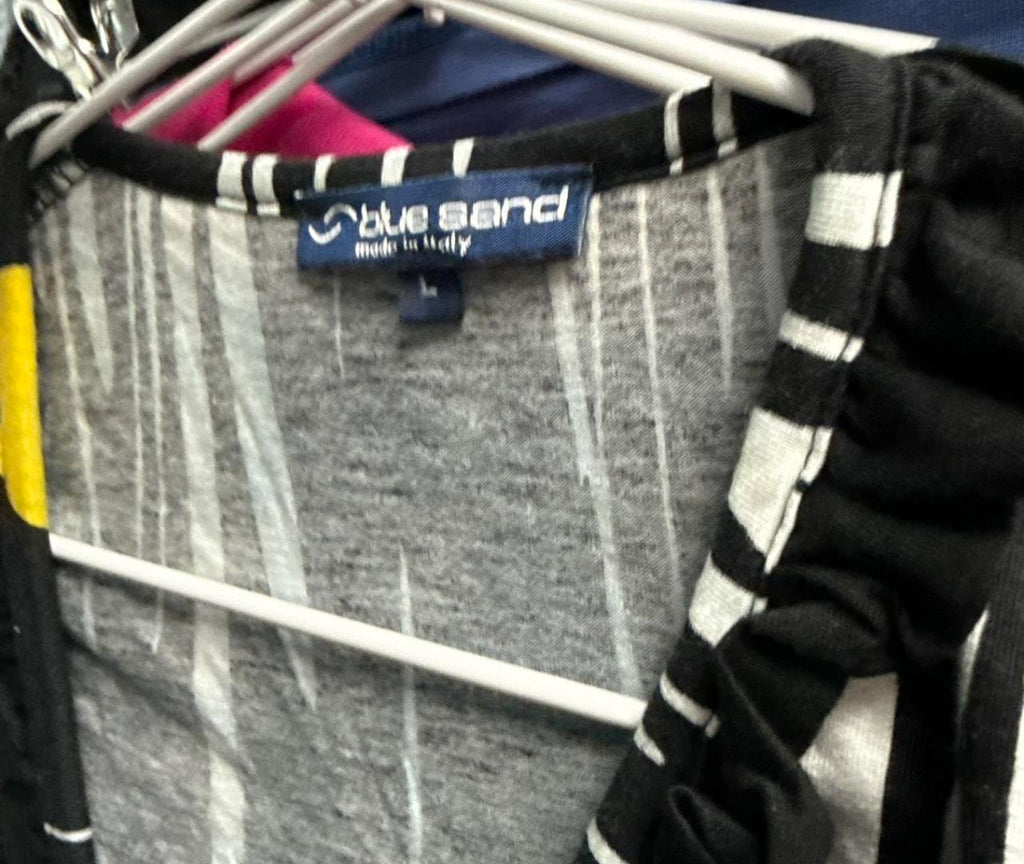 blue sand
made in Italy
L